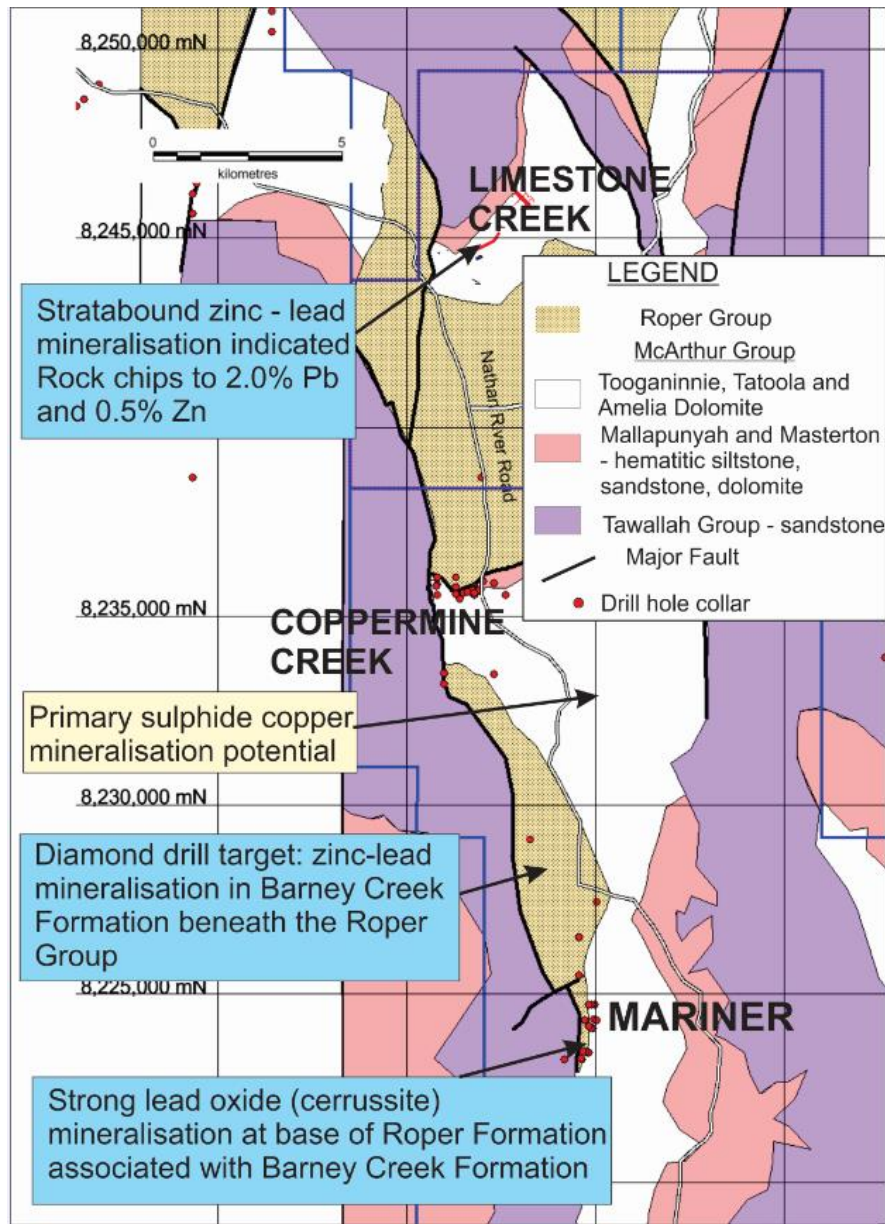 8,250,000 mN
0
5
kilometres
LIMESTONE
CREEK
8,245,000 mN
LEGEND
Roper Group
McArthur Group
Tooganinnie, Tatoola and
Amelia Dolomite
Mallapunyah and Masterton
- hematitic siltstone,
sandstone, dolomite
Tawallah Group - sandstone
Major Fault
Drill hole collar
Stratabound zinc - lead
mineralisation indicated
Rock chips to 2.0% Pb
and 0.5% Zn
Nathan River Road
8,235,000 mN
COPPERMINE
CREEK
Primary sulphide copper
mineralisation potential
8,230,000 mN
Diamond drill target: zinc-lead
mineralisation in Barney Creek
Formation beneath the Roper
Group
8,225,000 mN
MARINER
Strong lead oxide (cerrussite)
mineralisation at base of Roper Formation
associated with Barney Creek Formation